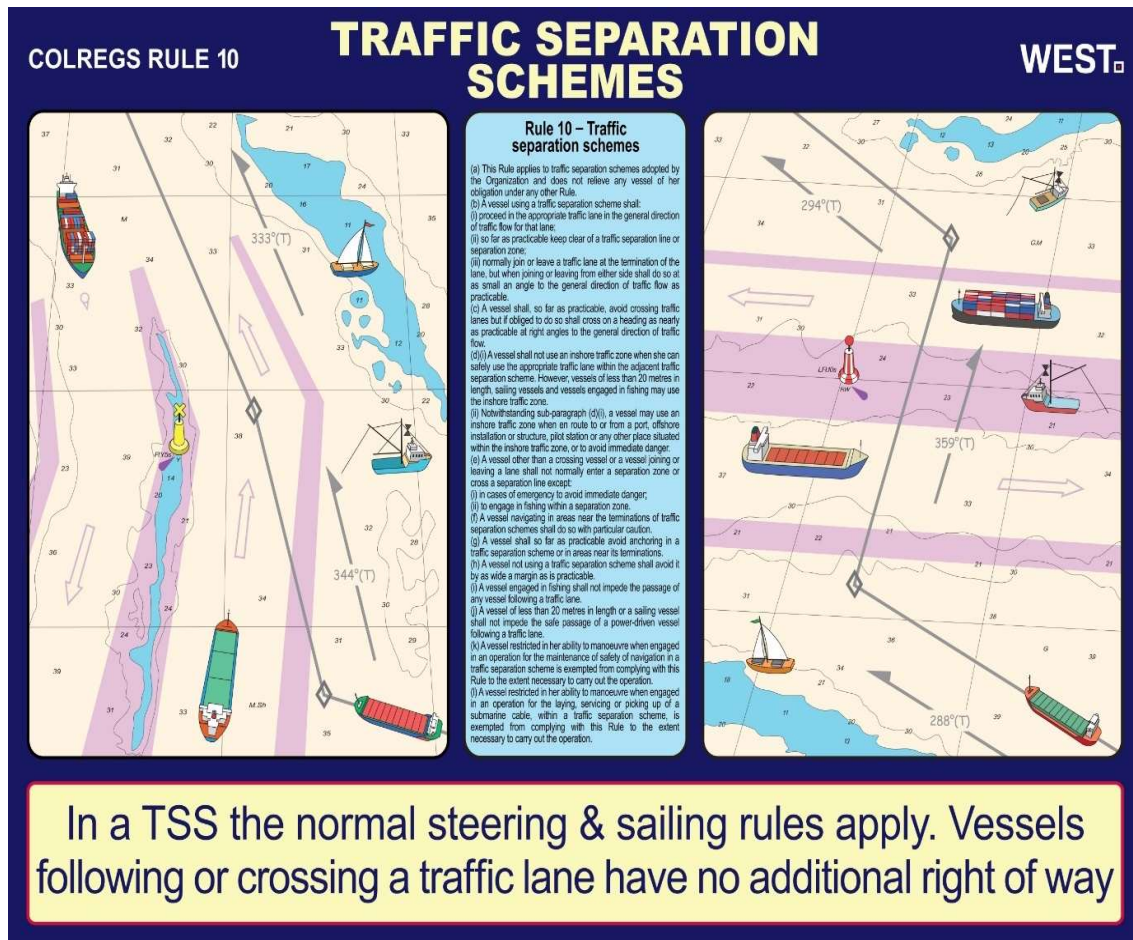 COLREGS RULE 10
TRAFFIC SEPARATION
SCHEMES
WEST.
Rule 10 – Traffic
separation schemes
(a) This Rule applies to traffic separation schemes adopted by
the Organization and does not relieve any vessel of her
obligation under any other Rule.
(b) A vessel using a traffic separation scheme shall:
(i) proceed in the appropriate traffic lane in the general direction
of traffic flow for that lane;
(ii) so far as practicable keep clear of a traffic separation line or
separation zone;
(iii) normally join or leave a traffic lane at the termination of the
lane, but when joining or leaving from either side shall do so at
as small an angle to the general direction of traffic flow as
practicable.
(c) A vessel shall, so far as practicable, avoid crossing traffic
lanes but if obliged to do so shall cross on a heading as nearly
as practicable at right angles to the general direction of traffic
flow.
(d)(i) A vessel shall not use an inshore traffic zone when she can
safely use the appropriate traffic lane within the adjacent traffic
separation scheme. However, vessels of less than 20 metres in
length, sailing vessels and vessels engaged in fishing may use
the inshore traffic zone.
(ii) Notwithstanding sub-paragraph (d)(i), a vessel may use an
inshore traffic zone when en route to or from a port, offshore
installation or structure, pilot station or any other place situated
within the inshore traffic zone, or to avoid immediate danger.
(e) A vessel other than a crossing vessel or a vessel joining or
leaving a lane shall not normally enter a separation zone or
cross a separation line except:
(i) in cases of emergency to avoid immediate danger;
(ii) to engage in fishing within a separation zone.
(f) A vessel navigating in areas near the terminations of traffic
separation schemes shall do so with particular caution.
(g) A vessel shall so far as practicable avoid anchoring in a
traffic separation scheme or in areas near its terminations.
(h) A vessel not using a traffic separation scheme shall avoid it
by as wide a margin as is practicable.
(i) A vessel engaged in fishing shall not impede the passage of
any vessel following a traffic lane.
(j) A vessel of less than 20 metres in length or a sailing vessel
shall not impede the safe passage of a power-driven vessel
following a traffic lane.
(k) A vessel restricted in her ability to manoeuvre when engaged
in an operation for the maintenance of safety of navigation in a
traffic separation scheme is exempted from complying with this
Rule to the extent necessary to carry out the operation.
(l) A vessel restricted in her ability to manoeuvre when engaged
in an operation for the laying, servicing or picking up of a
submarine cable, within a traffic separation scheme, is
exempted from complying with this Rule to the extent
necessary to carry out the operation.
333°(T)
344°(T)
M
M.Sh
294°(T)
359°(T)
288°(T)
G.M
G
In a TSS the normal steering & sailing rules apply. Vessels
following or crossing a traffic lane have no additional right of way